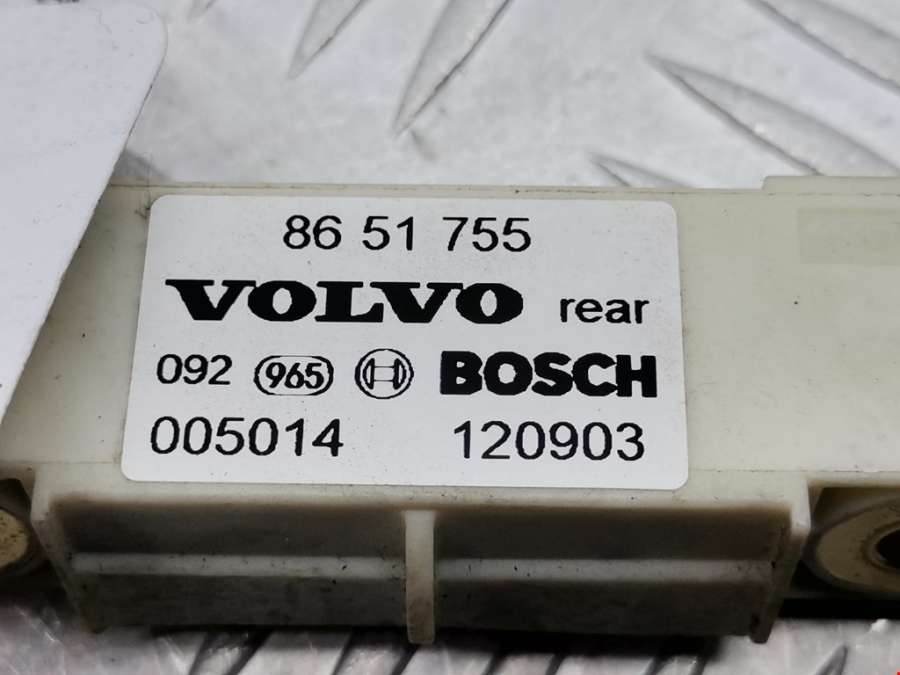 86 51 755
VOLVO rear
092 965 BOSCH
005014 120903